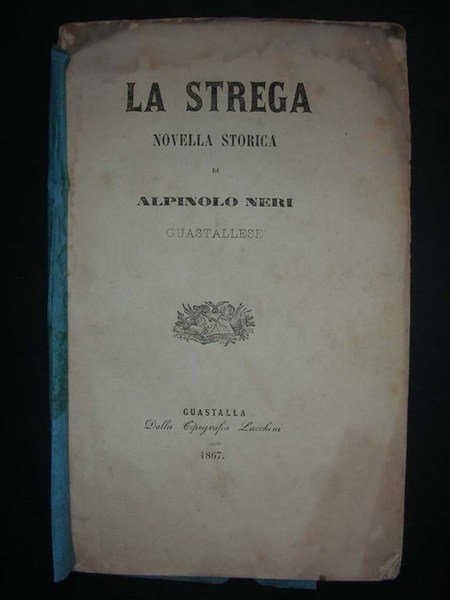 LA STREGA
NOVELLA STORICA
DI
ALPINOLO NERI
GUASTALLESE
GUASTALLA
Dalla Tipografia Lucchini
1867.